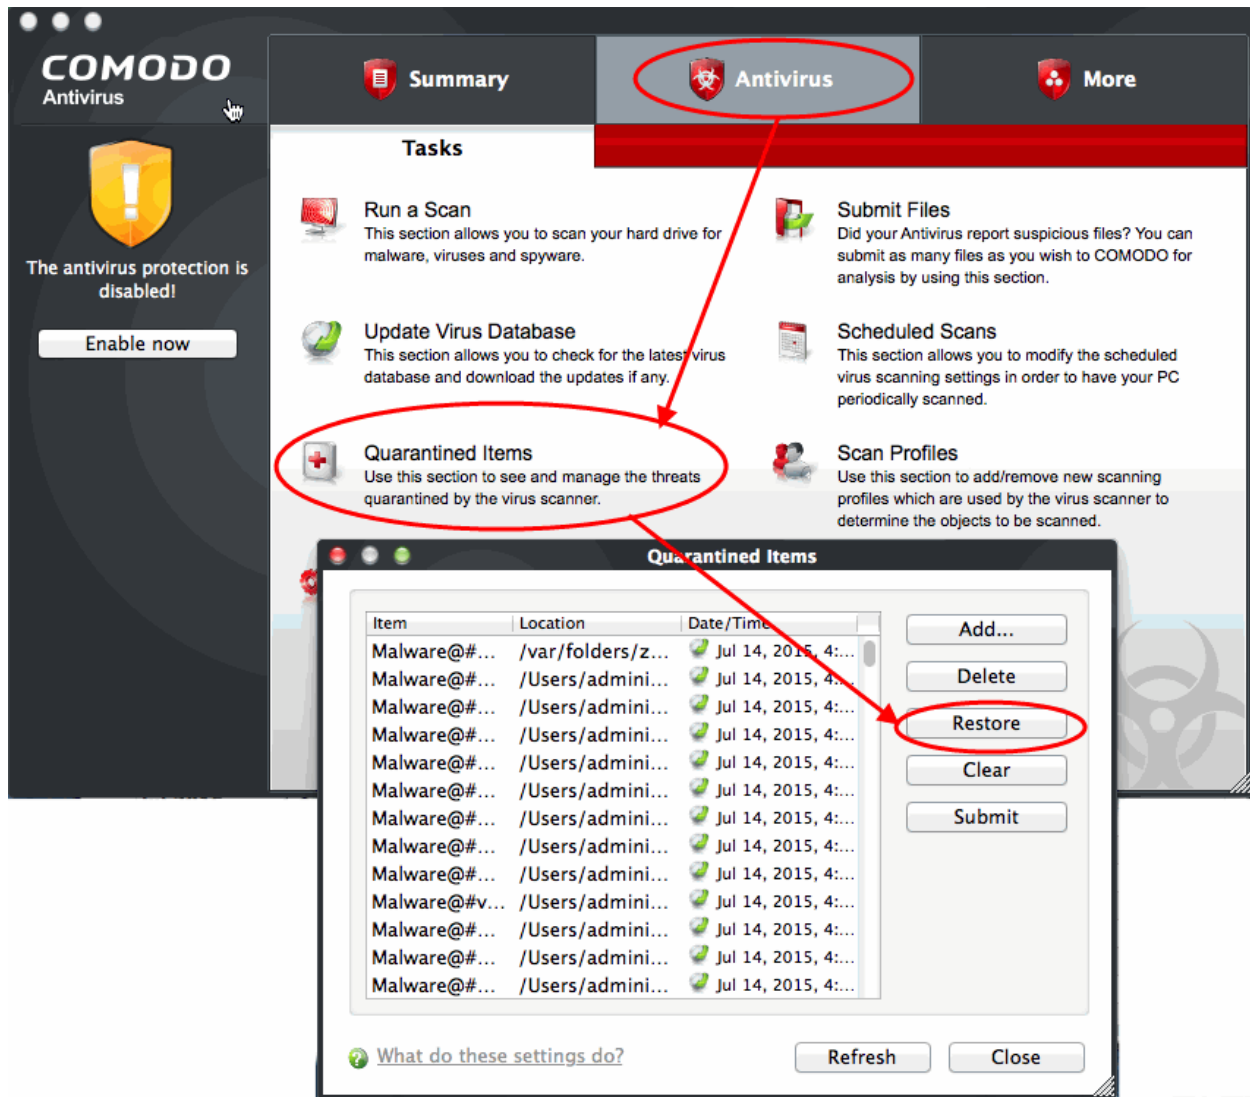 COMODO
Antivirus
Summary
Antivirus
More
Tasks
The antivirus protection is
disabled!
Enable now
Run a Scan
This section allows you to scan your hard drive for
malware, viruses and spyware.
Submit Files
Did your Antivirus report suspicious files? You can
submit as many files as you wish to COMODO for
analysis by using this section.
Update Virus Database
This section allows you to check for the latest virus
database and download the updates if any.
Scheduled Scans
This section allows you to modify the scheduled
virus scanning settings in order to have your PC
periodically scanned.
Quarantined Items
Use this section to see and manage the threats
quarantined by the virus scanner.
Scan Profiles
Use this section to add/remove new scanning
profiles which are used by the virus scanner to
determine the objects to be scanned.
Quarantined Items
Item Location Date/Time
Malware@#... /var/folders/z... Jul 14, 2015, 4:...
Malware@#... /Users/admini... Jul 14, 2015, 4:...
Malware@#... /Users/admini... Jul 14, 2015, 4:...
Malware@#... /Users/admini... Jul 14, 2015, 4:...
Malware@#... /Users/admini... Jul 14, 2015, 4:...
Malware@#... /Users/admini... Jul 14, 2015, 4:...
Malware@#... /Users/admini... Jul 14, 2015, 4:...
Malware@#... /Users/admini... Jul 14, 2015, 4:...
Malware@#... /Users/admini... Jul 14, 2015, 4:...
Malware@#v... /Users/admini... Jul 14, 2015, 4:...
Malware@#... /Users/admini... Jul 14, 2015, 4:...
Malware@#... /Users/admini... Jul 14, 2015, 4:...
Malware@#... /Users/admini... Jul 14, 2015, 4:...
Add...
Delete
Restore
Clear
Submit
What do these settings do?
Refresh
Close